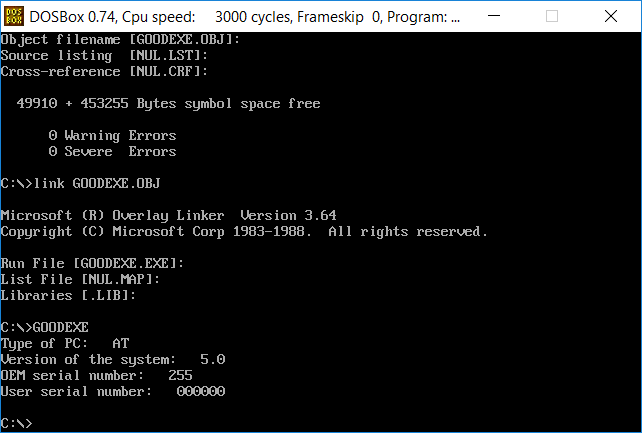 DOSBox 0.74, Cpu speed: 3000 cycles, Frameskip 0, Program: ...
Object filename [GOODEXE.OBJ]:
Source listing [NUL.LST]:
Cross-reference [NUL.CRF]:
49910 + 453255 Bytes symbol space free
0 Warning Errors
0 Severe Errors
C:\>link GOODEXE.OBJ
Microsoft (R) Overlay Linker Version 3.64
Copyright (C) Microsoft Corp 1983-1988. All rights reserved.
Run File [GOODEXE.EXE]:
List File [NUL.MAP]:
Libraries [.LIB]:
C:\>GOODEXE
Type of PC: AT
Version of the system: 5.0
OEM serial number: 255
User serial number: 000000
C:\>